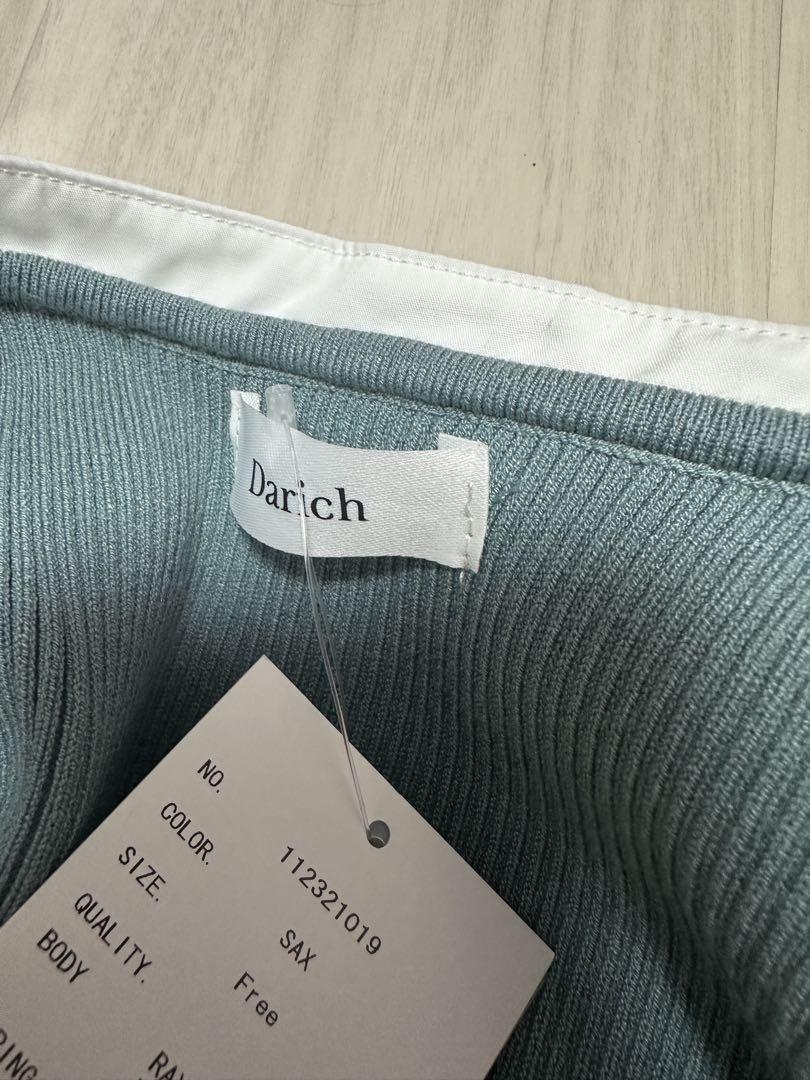 Darich
NO. 112321019
COLOR. SAX
SIZE. Free
QUALITY.
BODY